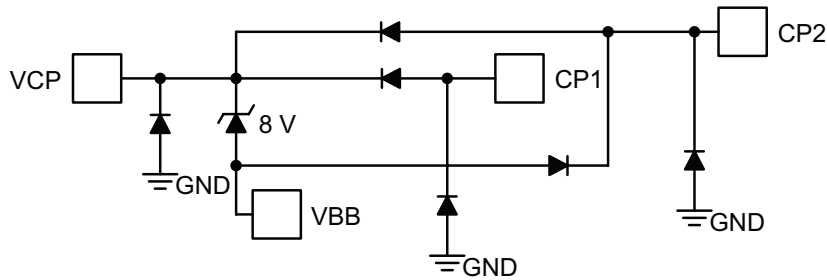 CP2
VCP
CP1
8 V
GND
VBB
GND
GND